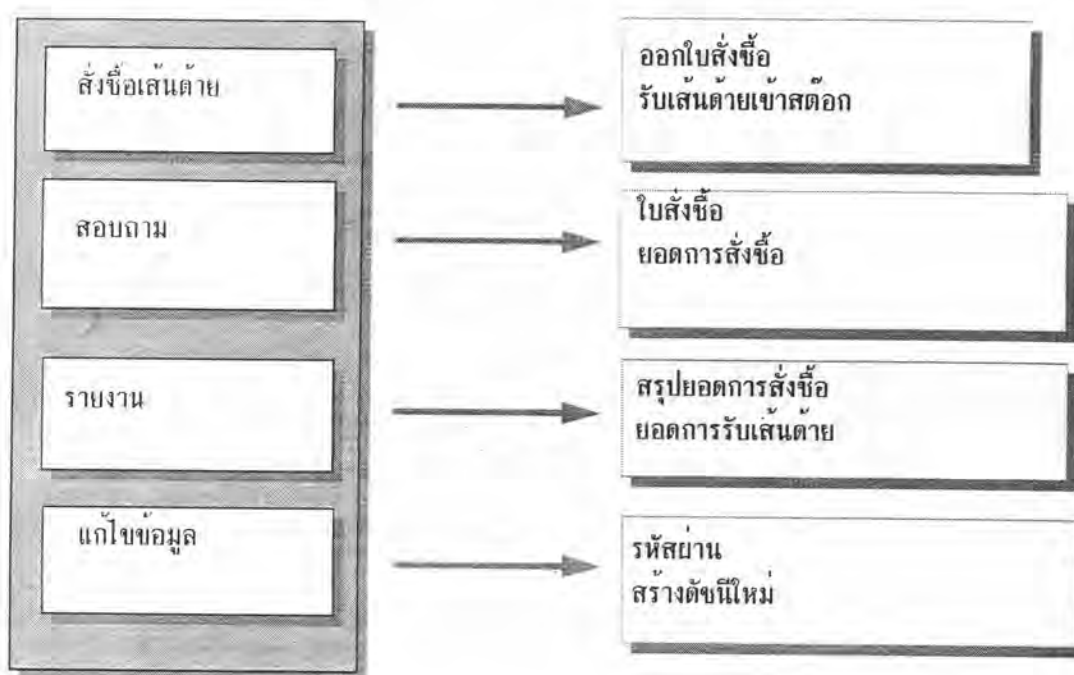 สั่งซื้อเส้นด้าย
ออกใบสั่งซื้อ
รับเส้นด้ายเข้าสต๊อก
สอบถาม
ใบสั่งซื้อ
ยอดการสั่งซื้อ
รายงาน
สรุปยอดการสั่งซื้อ
ยอดการรับเส้นด้าย
แก้ไขข้อมูล
รหัสผ่าน
สร้างดัชนีใหม่